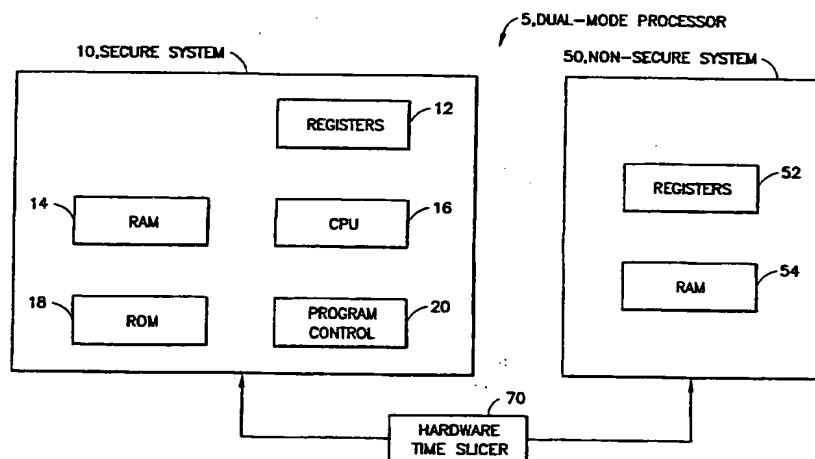 5,DUAL-MODE PROCESSOR
10,SECURE SYSTEM
50,NON-SECURE SYSTEM
12
REGISTERS
52
REGISTERS
14
RAM
16
CPU
54
RAM
18
ROM
20
PROGRAM
CONTROL
70
HARDWARE
TIME SLICER